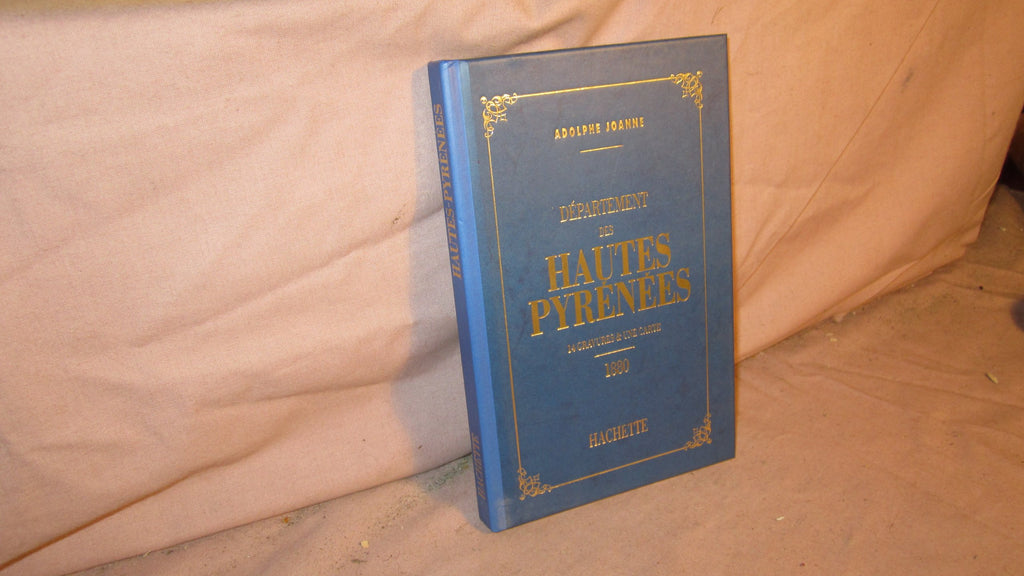 ADOLPHE JOANNE
DÉPARTEMENT
DES
HAUTES
PYRÉNÉES
14 GRAVURES & UNE CARTE
1880
HACHETTE
HAUTES-PYRÉNÉES
HACHETTE